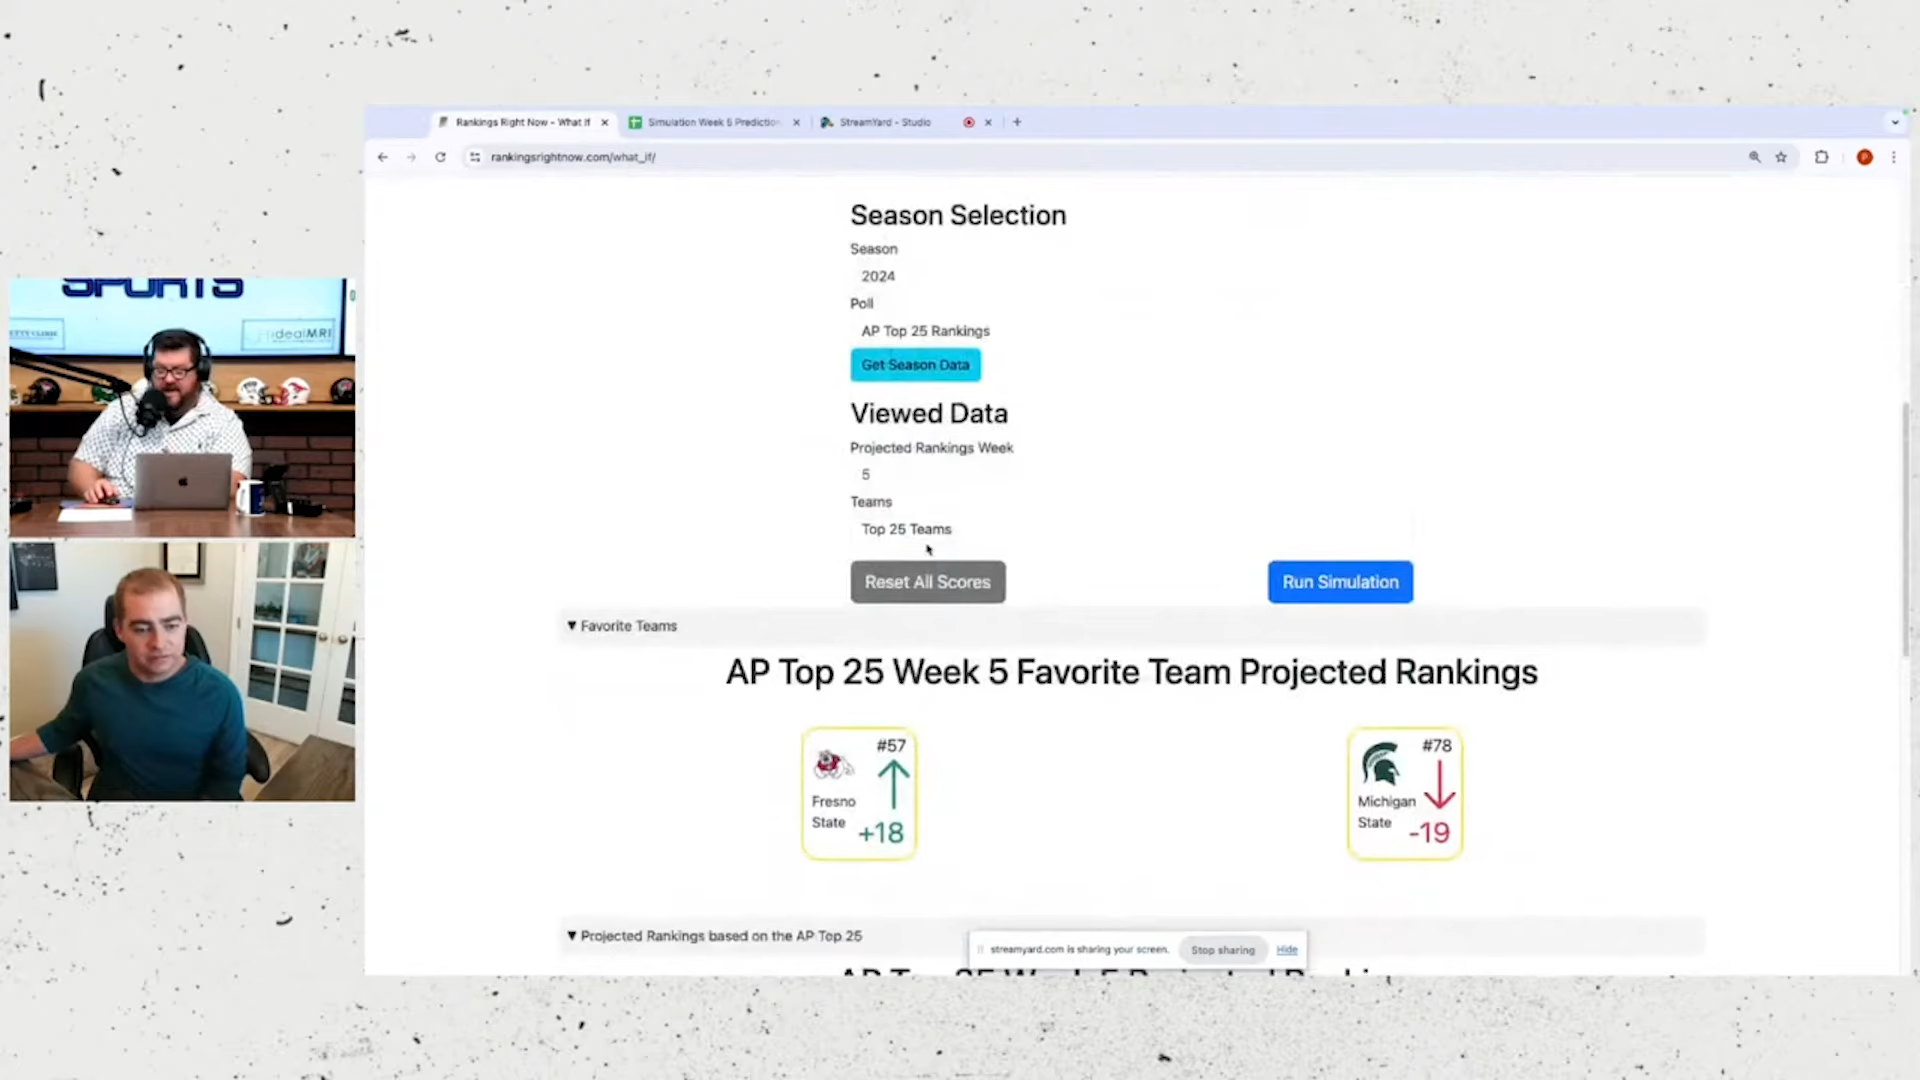 Rankings Right Now - What If
Simulation Week 5 Prediction
StreamYard - Studio
rankingsrightnow.com/what_if/
Season Selection
Season
2024
Poll
AP Top 25 Rankings
Get Season Data
Viewed Data
Projected Rankings Week
5
Teams
Top 25 Teams
Reset All Scores
Run Simulation
▼ Favorite Teams
AP Top 25 Week 5 Favorite Team Projected Rankings
#57
Fresno
State
+18
#78
Michigan
State
-19
▼ Projected Rankings based on the AP Top 25
streamyard.com is sharing your screen.
Stop sharing
Hide
SPORTS
idealMRI